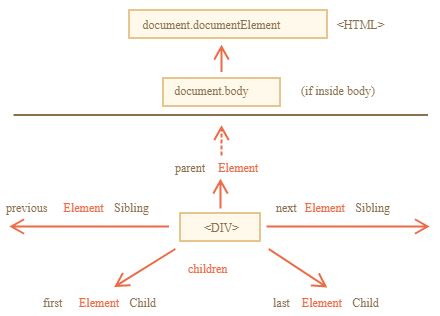 document.documentElement <HTML>
document.body (if inside body)
parent Element
previous Element Sibling next Element Sibling
<DIV>
children
first Element Child last Element Child